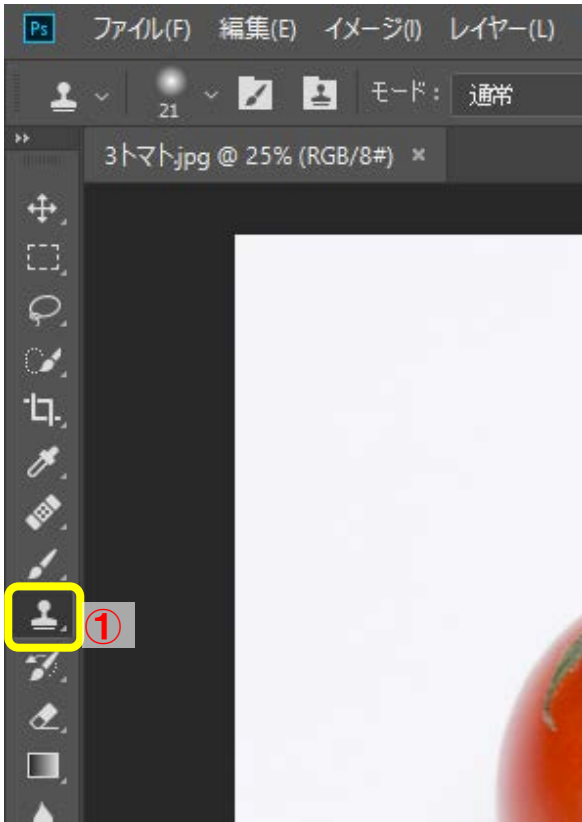 Ps ファイル(F) 編集(E) イメージ(I) レイヤー(L)
21 モード: 通常
3トマト.jpg @ 25% (RGB/8#) ×
①